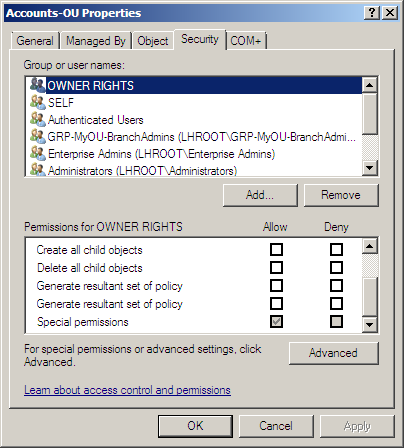 Accounts-OU Properties
General
Managed By
Object
Security
COM+
Group or user names:
OWNER RIGHTS
SELF
Authenticated Users
GRP-MyOU-BranchAdmins (LHROOT\GRP-MyOU-BranchAdmi...
Enterprise Admins (LHROOT\Enterprise Admins)
Administrators (LHROOT\Administrators)
Add...
Remove
Permissions for OWNER RIGHTS
Allow
Deny
Create all child objects
Delete all child objects
Generate resultant set of policy
Generate resultant set of policy
Special permissions
For special permissions or advanced settings, click
Advanced.
Advanced
Learn about access control and permissions
OK
Cancel
Apply